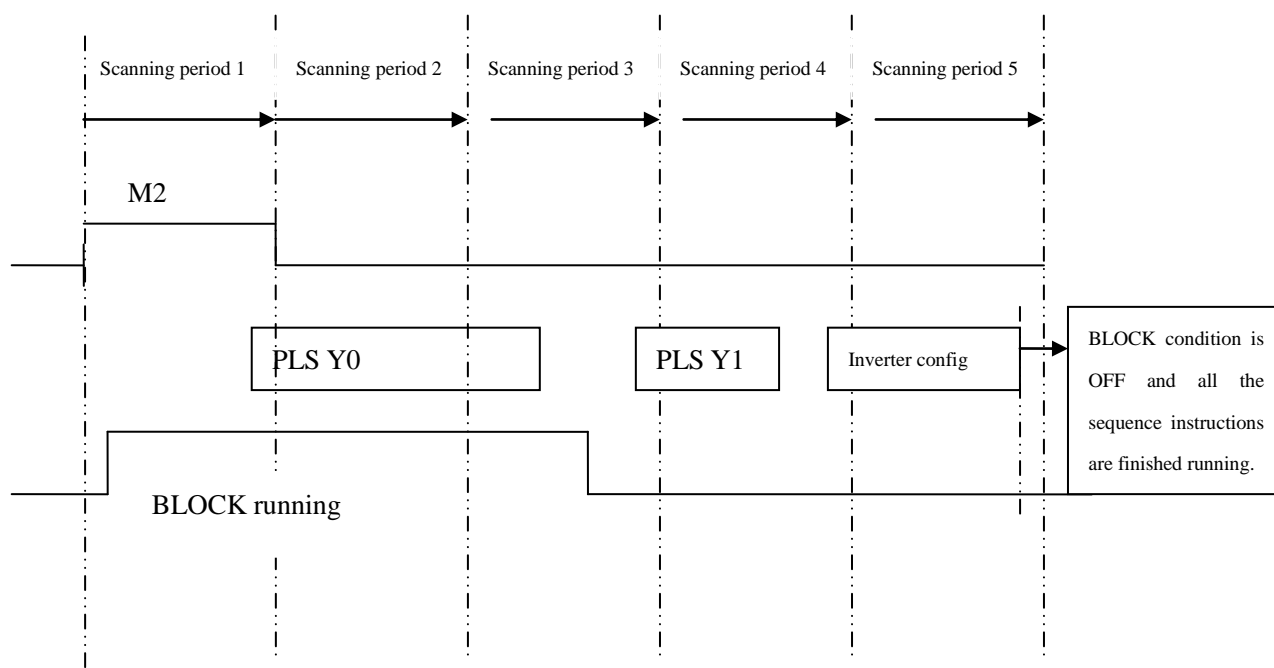 Scanning period 1
Scanning period 2
Scanning period 3
Scanning period 4
Scanning period 5
M2
PLS Y0
PLS Y1
Inverter config
BLOCK condition is
OFF and all the
sequence instructions
are finished running.
BLOCK running